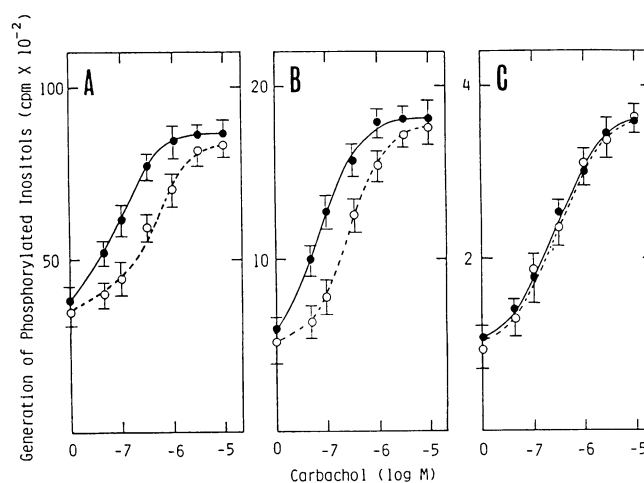 Generation of Phosphorylated Inositols (cpm X 10⁻²)
A
B
C
100
50
20
10
4
2
0 -7 -6 -5
0 -7 -6 -5
0 -7 -6 -5
Carbachol (log M)